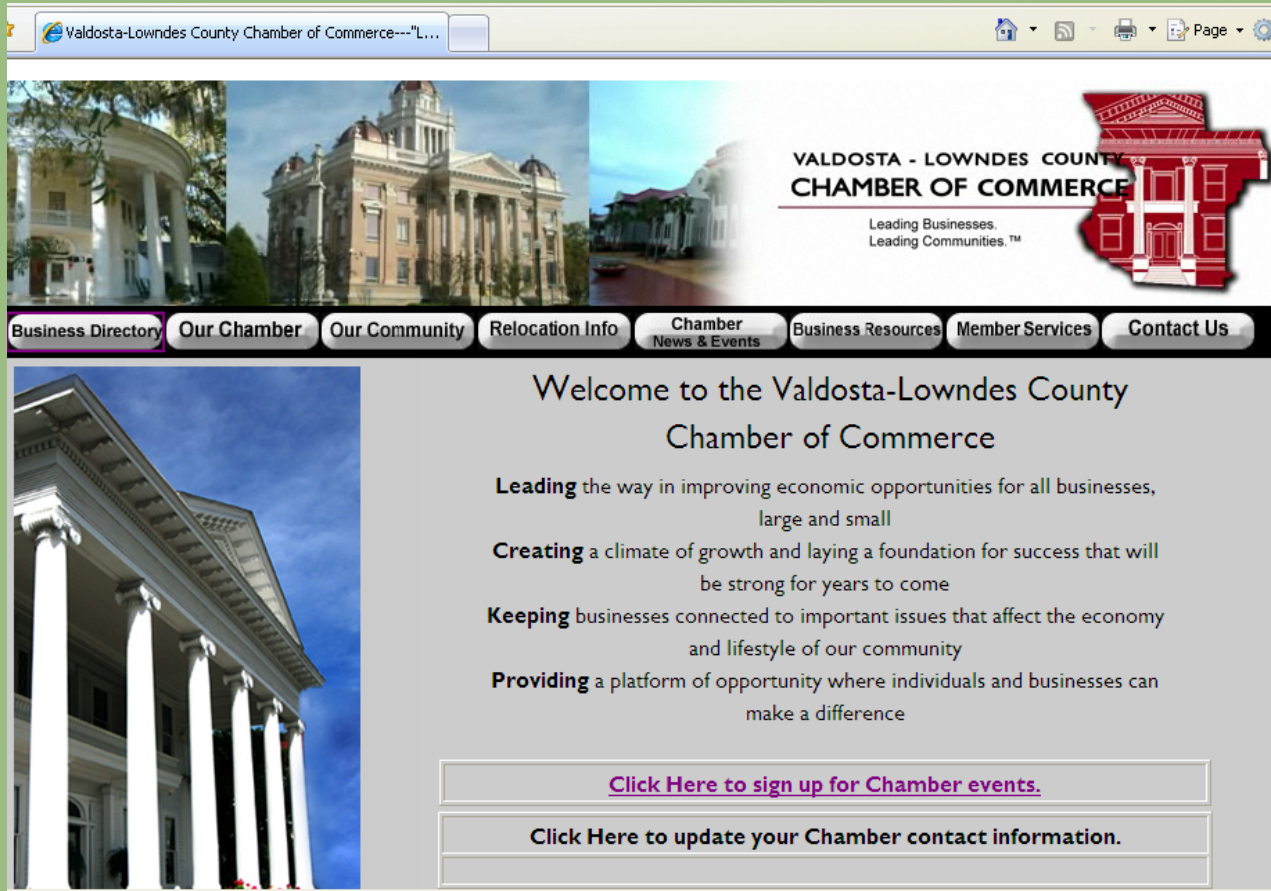 Valdosta-Lowndes County Chamber of Commerce---"L...
Page
VALDOSTA - LOWNDES COUNTY
CHAMBER OF COMMERCE
Leading Businesses.
Leading Communities.™
Business Directory
Our Chamber
Our Community
Relocation Info
Chamber
News & Events
Business Resources
Member Services
Contact Us
Welcome to the Valdosta-Lowndes County
Chamber of Commerce
Leading the way in improving economic opportunities for all businesses,
large and small
Creating a climate of growth and laying a foundation for success that will
be strong for years to come
Keeping businesses connected to important issues that affect the economy
and lifestyle of our community
Providing a platform of opportunity where individuals and businesses can
make a difference
Click Here to sign up for Chamber events.
Click Here to update your Chamber contact information.